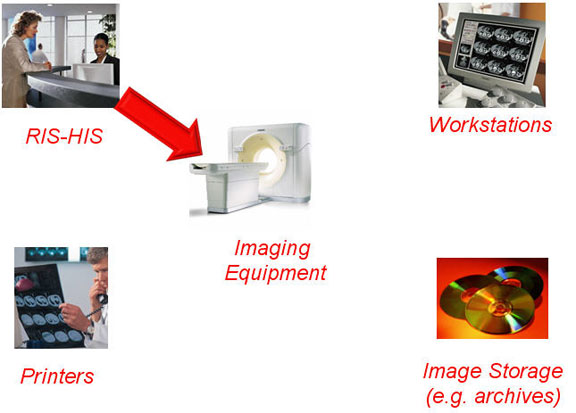 RIS-HIS
Workstations
Imaging
Equipment
Printers
Image Storage
(e.g. archives)